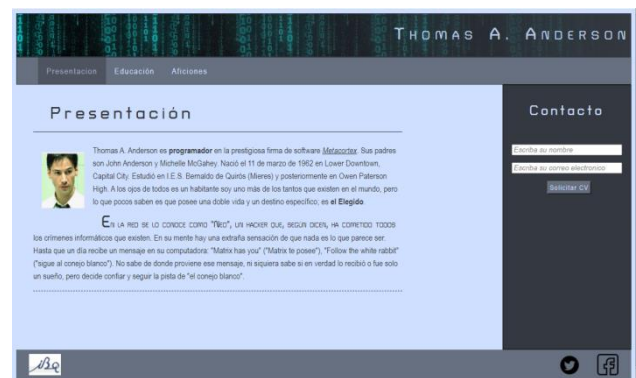 Thomas A. Anderson
Presentacion Educación Aficiones
Presentación
Thomas A. Anderson es programador en la prestigiosa firma de software Metacortex. Sus padres
son John Anderson y Michelle McGahey. Nació el 11 de marzo de 1962 en Lower Downtown,
Capital City. Estudió en I.E.S. Bernaldo de Quirós (Mieres) y posteriormente en Owen Paterson
High. A los ojos de todos es un habitante soy uno más de los tantos que existen en el mundo, pero
lo que pocos saben es que posee una doble vida y un destino específico; es el Elegido.
En la red se lo conoce como "Neo", un hacker que, según dicen, ha cometido todos
los crímenes informáticos que existen. En su mente hay una extraña sensación de que nada es lo que parece ser.
Hasta que un día recibe un mensaje en su computadora: "Matrix has you" ("Matrix te posee"), "Follow the white rabbit"
("sigue al conejo blanco"). No sabe de donde proviene ese mensaje, ni siquiera sabe si en verdad lo recibió o fue solo
un sueño, pero decide confiar y seguir la pista de "el conejo blanco".
Contacto
Escriba su nombre
Escriba su correo electronico
Solicitar CV